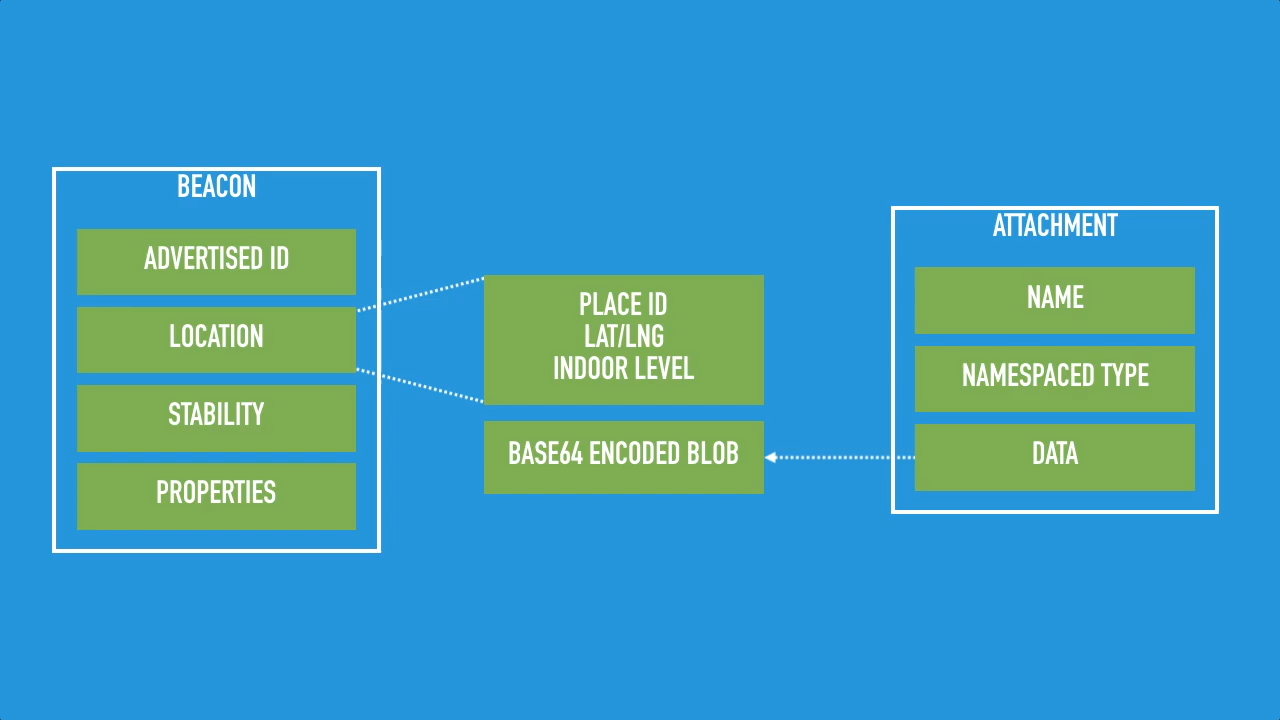 BEACON
ADVERTISED ID
LOCATION
STABILITY
PROPERTIES
PLACE ID
LAT/LNG
INDOOR LEVEL
BASE64 ENCODED BLOB
ATTACHMENT
NAME
NAMESPACED TYPE
DATA